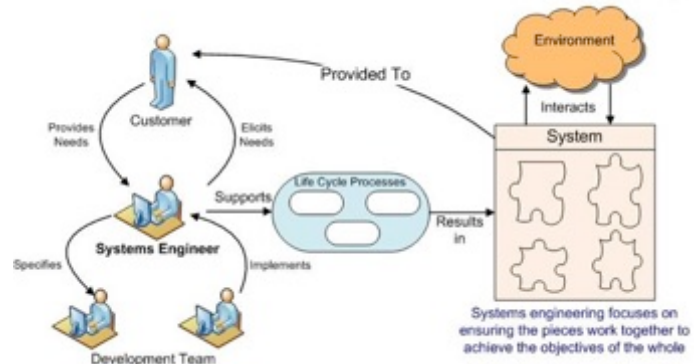 Environment
Provided To
Interacts
Customer
System
Provides
Needs
Elicits
Needs
Life Cycle Processes
Supports
Results
in
Systems Engineer
Specifies
Implements
Development Team
Systems engineering focuses on
ensuring the pieces work together to
achieve the objectives of the whole